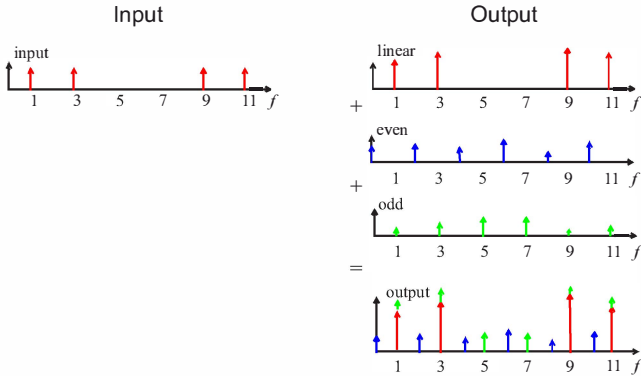 Input
Output
input
1 3 5 7 9 11 f
linear
1 3 5 7 9 11 f
+
even
1 3 5 7 9 11 f
+
odd
1 3 5 7 9 11 f
=
output
1 3 5 7 9 11 f